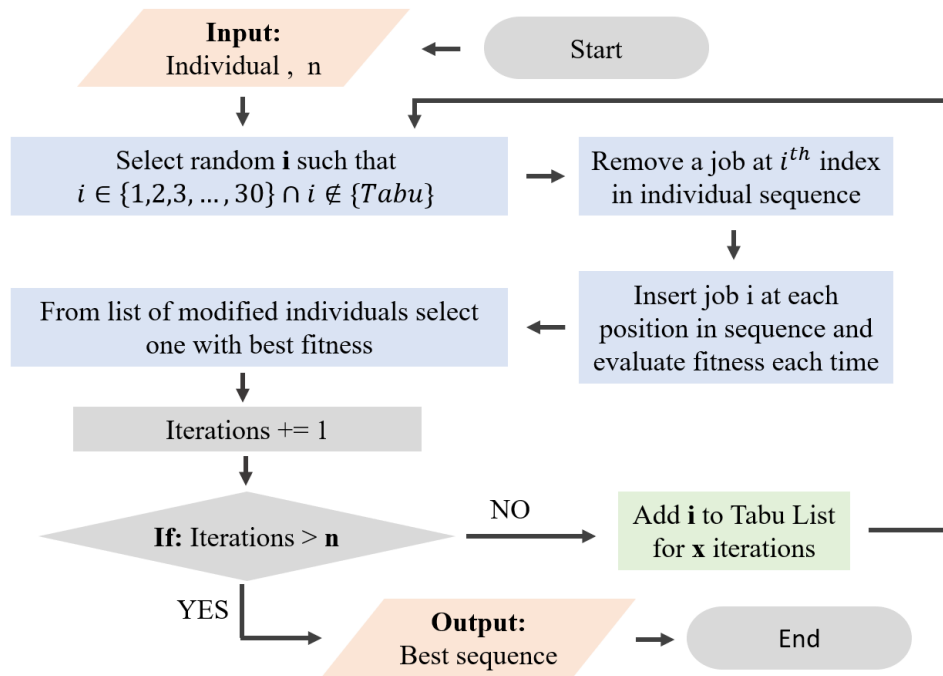 Start
Input:
Individual , n
Select random i such that
i ∈ {1,2,3, … , 30} ∩ i ∉ {Tabu}
Remove a job at i^{th} index
in individual sequence
Insert job i at each
position in sequence and
evaluate fitness each time
From list of modified individuals select
one with best fitness
Iterations += 1
If: Iterations > n
NO
Add i to Tabu List
for x iterations
YES
Output:
Best sequence
End